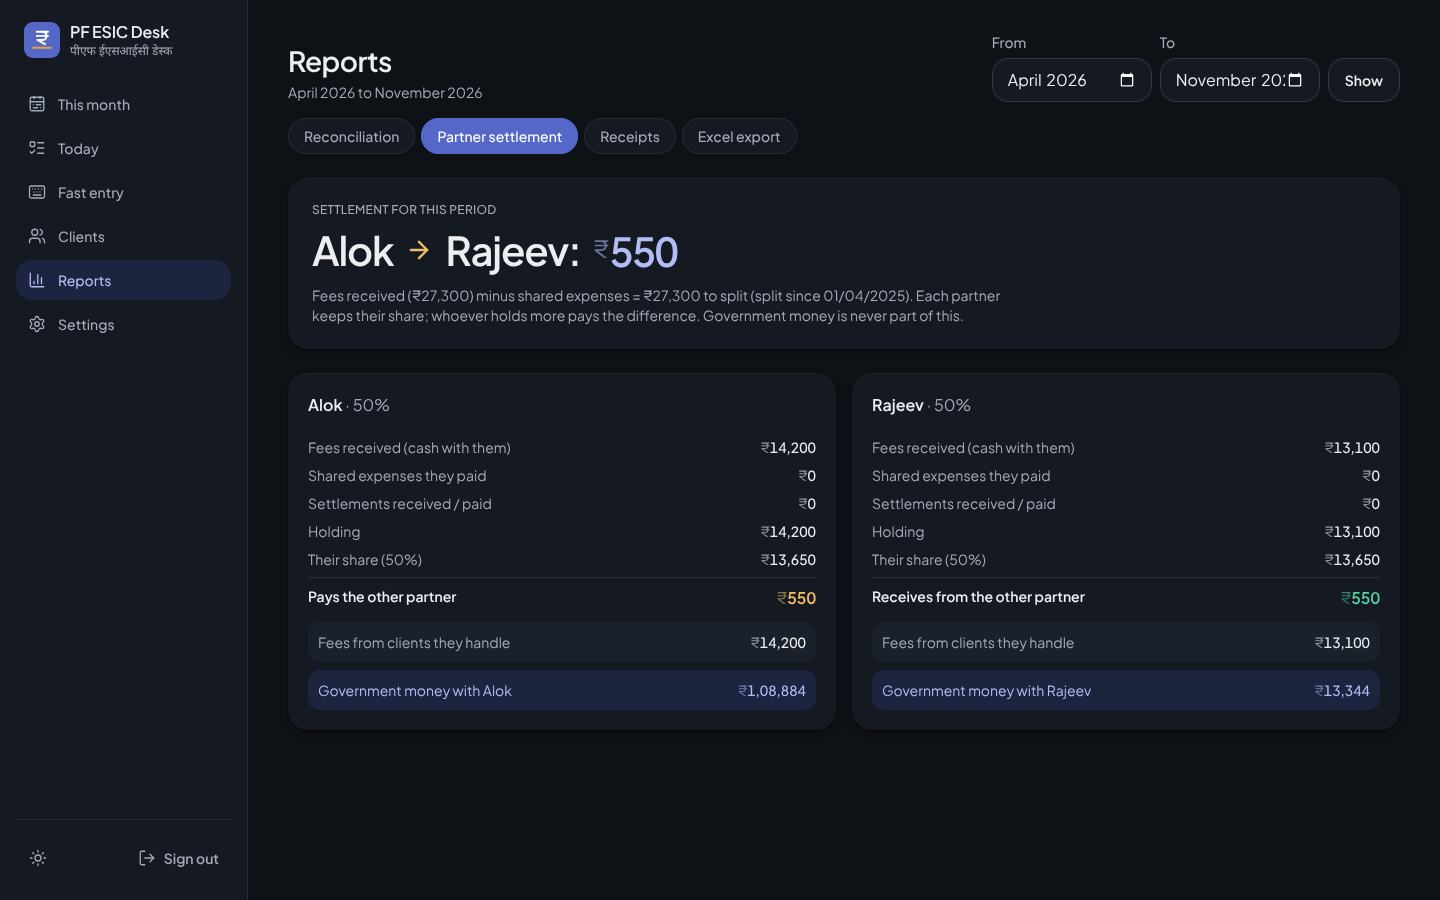 PF ESIC Desk
पीएफ ईएसआईसी डेस्क
This month
Today
Fast entry
Clients
Reports
Settings
Sign out
Reports
April 2026 to November 2026
From
April 2026
To
November 202
Show
Reconciliation
Partner settlement
Receipts
Excel export
SETTLEMENT FOR THIS PERIOD
Alok → Rajeev: ₹550
Fees received (₹27,300) minus shared expenses = ₹27,300 to split (split since 01/04/2025). Each partner
keeps their share; whoever holds more pays the difference. Government money is never part of this.
Alok · 50%
Fees received (cash with them) ₹14,200
Shared expenses they paid ₹0
Settlements received / paid ₹0
Holding ₹14,200
Their share (50%) ₹13,650
Pays the other partner ₹550
Fees from clients they handle ₹14,200
Government money with Alok ₹1,08,884
Rajeev · 50%
Fees received (cash with them) ₹13,100
Shared expenses they paid ₹0
Settlements received / paid ₹0
Holding ₹13,100
Their share (50%) ₹13,650
Receives from the other partner ₹550
Fees from clients they handle ₹13,100
Government money with Rajeev ₹13,344